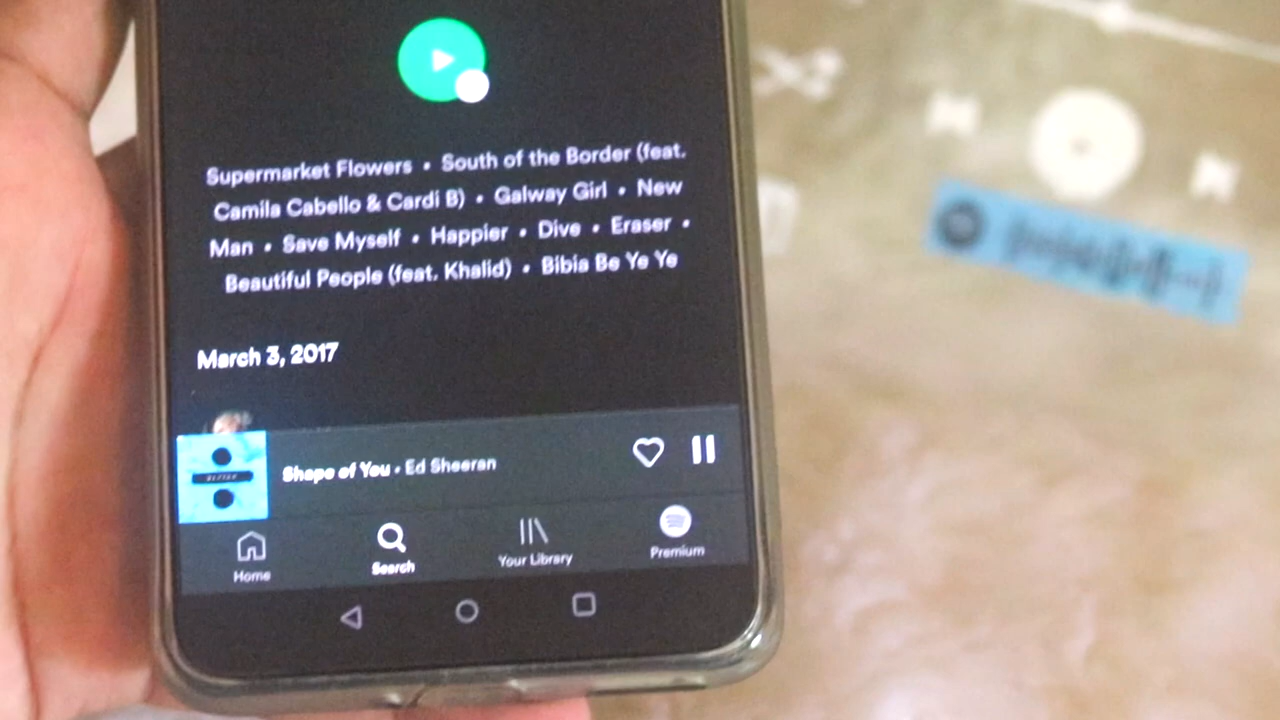 Supermarket Flowers • South of the Border (feat.
Camila Cabello & Cardi B) • Galway Girl • New
Man • Save Myself • Happier • Dive • Eraser •
Beautiful People (feat. Khalid) • Bibia Be Ye Ye
March 3, 2017
Shape of You • Ed Sheeran
Home
Search
Your Library
Premium